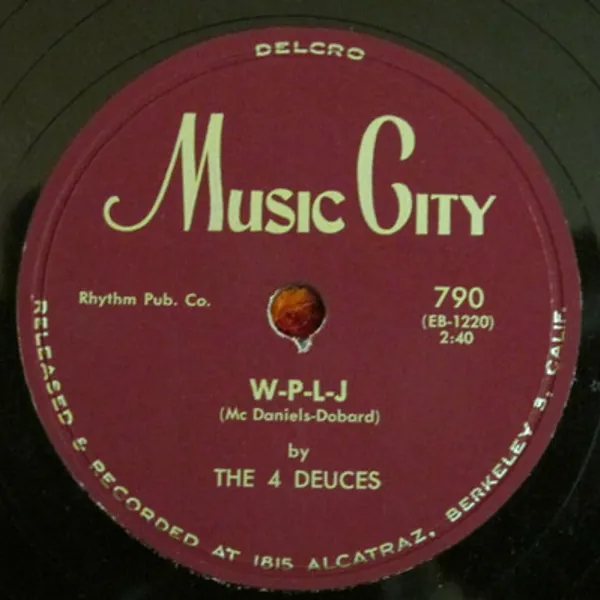 DELCRO
MUSIC CITY
Rhythm Pub. Co.
790
(EB-1220)
2:40
W-P-L-J
(Mc Daniels-Dobard)
by
THE 4 DEUCES
RELEASED & RECORDED AT 1815 ALCATRAZ, BERKELEY 3, CALIF.